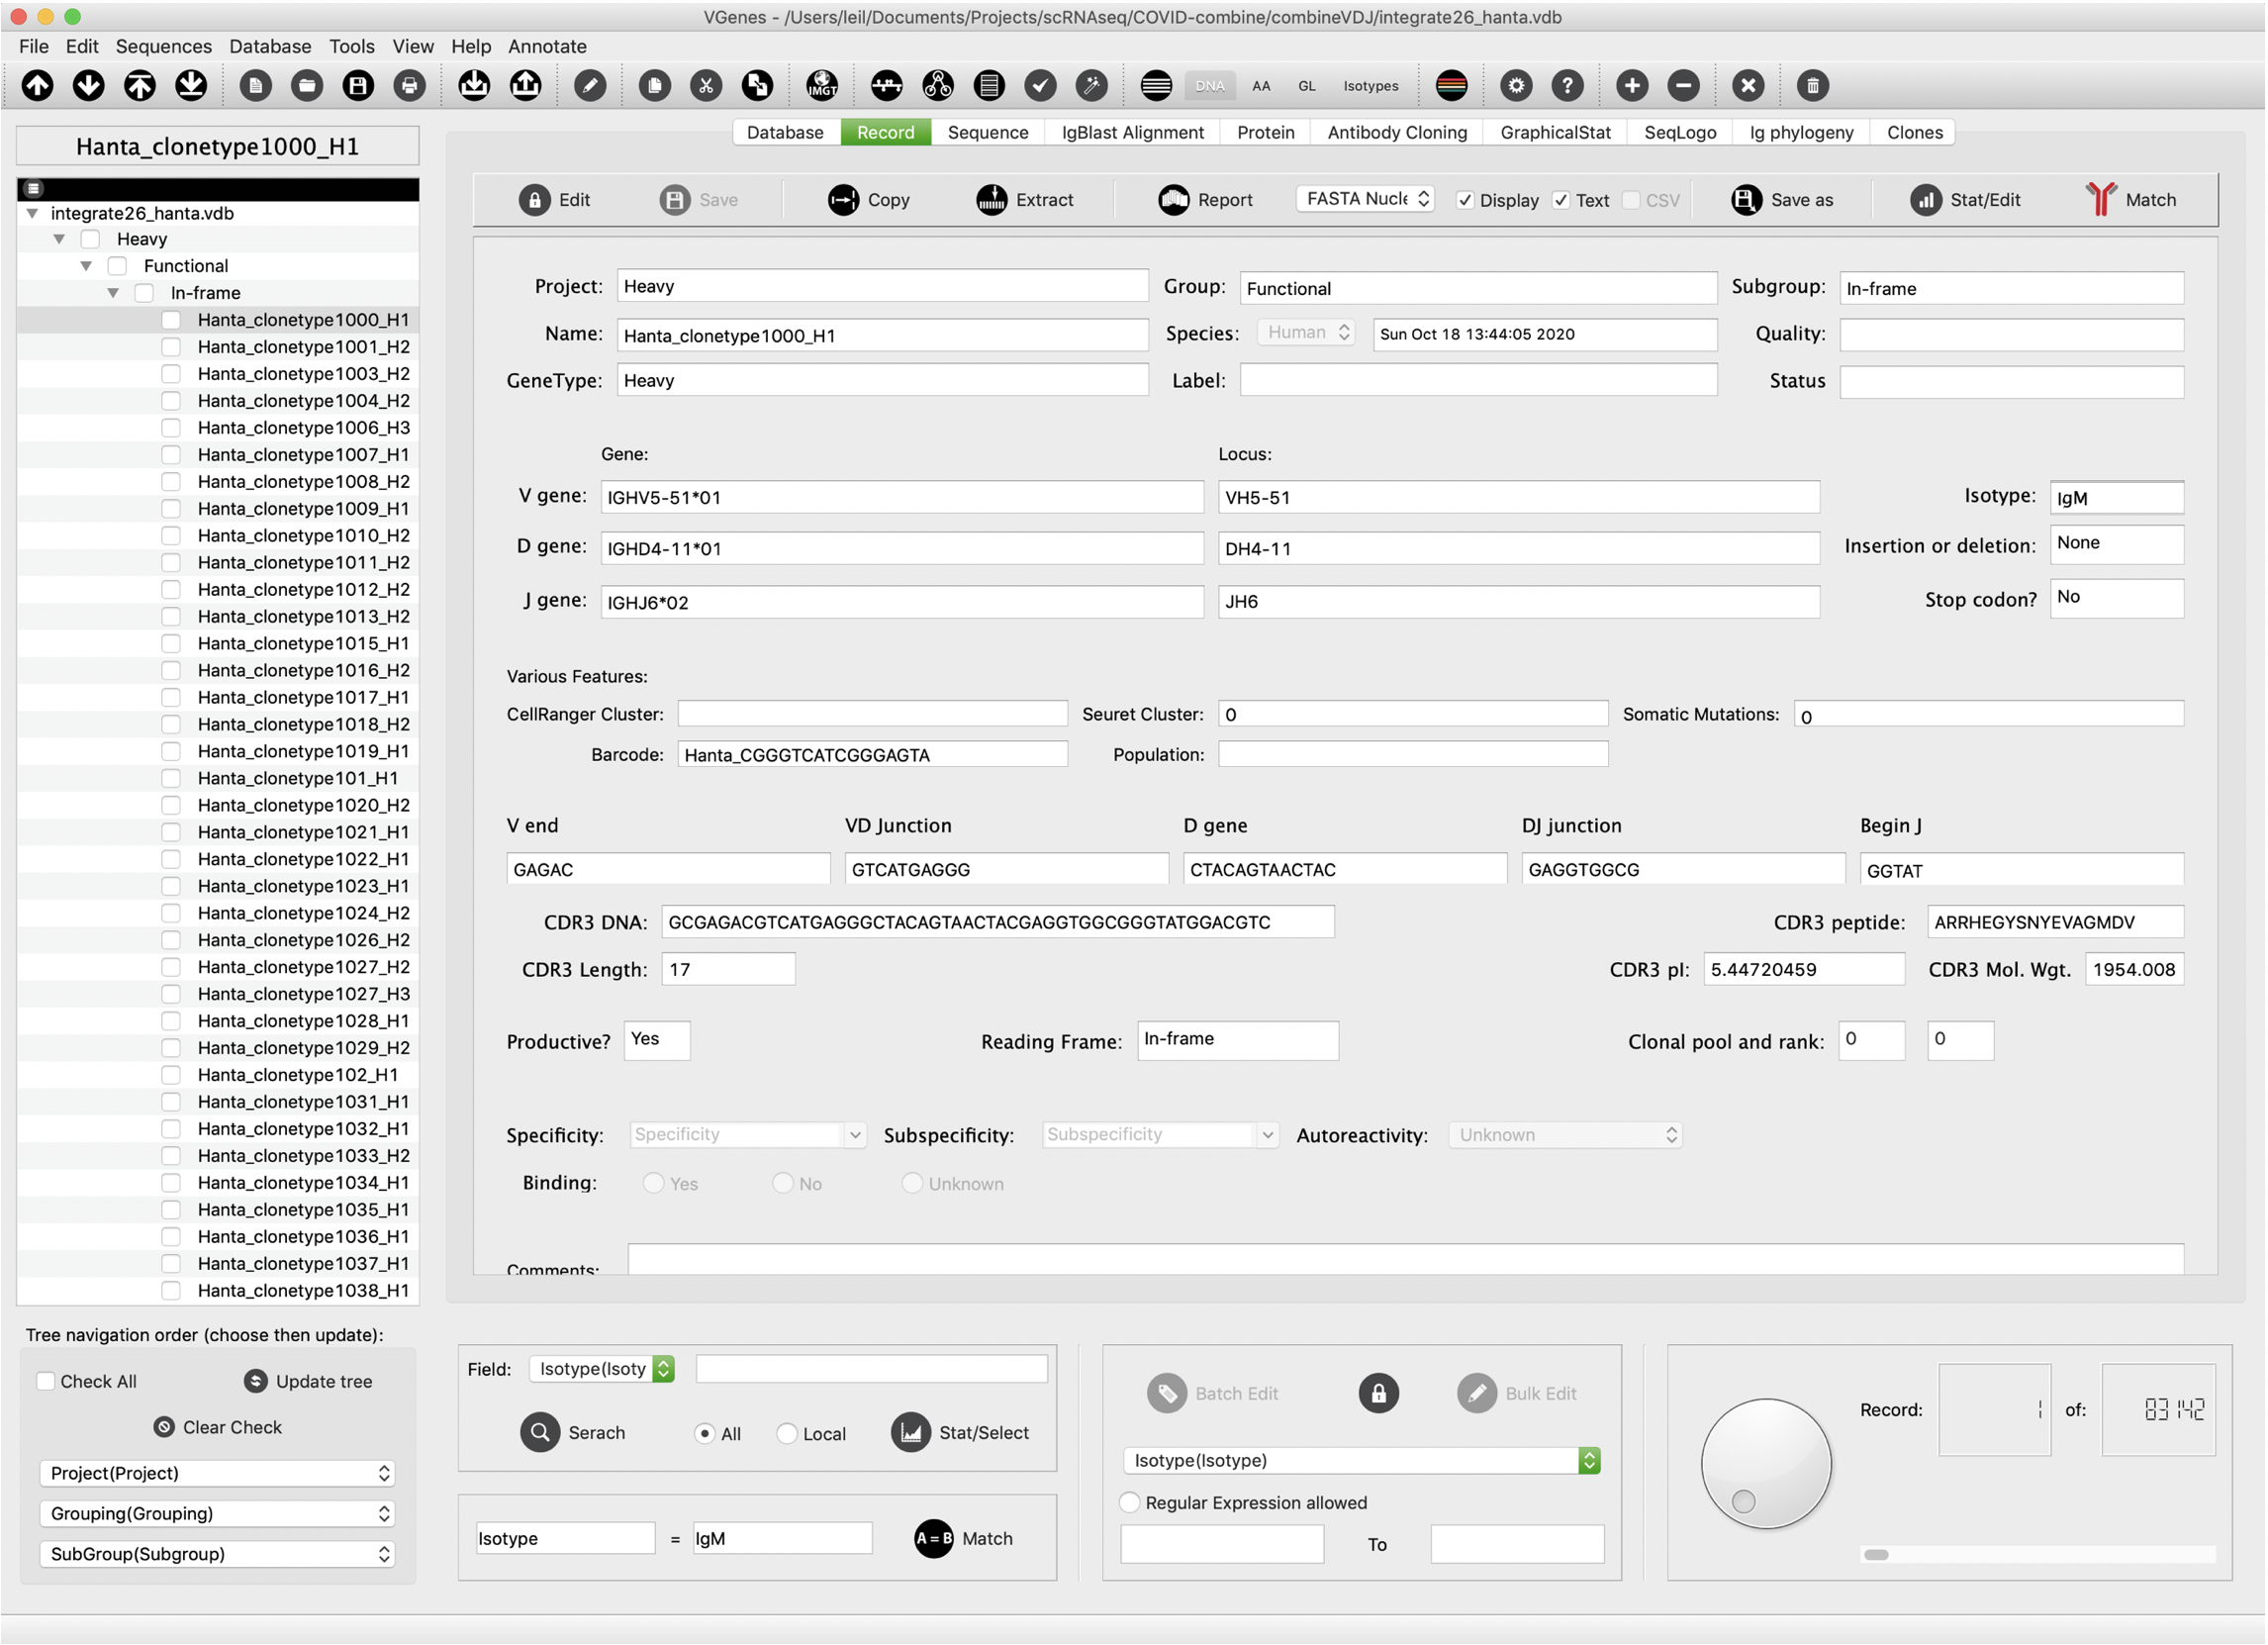 VGenes - /Users/leil/Documents/Projects/scRNAseq/COVID-combine/combineVDJ/integrate26_hanta.vdb
File Edit Sequences Database Tools View Help Annotate
IMGT DNA AA GL Isotypes
Hanta_clonetype1000_H1
Database Record Sequence IgBlast Alignment Protein Antibody Cloning GraphicalStat SeqLogo Ig phylogeny Clones
integrate26_hanta.vdb
Heavy
Functional
In-frame
Hanta_clonetype1000_H1
Hanta_clonetype1001_H2
Hanta_clonetype1003_H2
Hanta_clonetype1004_H2
Hanta_clonetype1006_H3
Hanta_clonetype1007_H1
Hanta_clonetype1008_H2
Hanta_clonetype1009_H1
Hanta_clonetype1010_H2
Hanta_clonetype1011_H2
Hanta_clonetype1012_H2
Hanta_clonetype1013_H2
Hanta_clonetype1015_H1
Hanta_clonetype1016_H2
Hanta_clonetype1017_H1
Hanta_clonetype1018_H2
Hanta_clonetype1019_H1
Hanta_clonetype101_H1
Hanta_clonetype1020_H2
Hanta_clonetype1021_H1
Hanta_clonetype1022_H1
Hanta_clonetype1023_H1
Hanta_clonetype1024_H2
Hanta_clonetype1026_H2
Hanta_clonetype1027_H2
Hanta_clonetype1027_H3
Hanta_clonetype1028_H1
Hanta_clonetype1029_H2
Hanta_clonetype102_H1
Hanta_clonetype1031_H1
Hanta_clonetype1032_H1
Hanta_clonetype1033_H2
Hanta_clonetype1034_H1
Hanta_clonetype1035_H1
Hanta_clonetype1036_H1
Hanta_clonetype1037_H1
Hanta_clonetype1038_H1
Edit Save Copy Extract Report FASTA Nucle Display Text CSV Save as Stat/Edit Match
Project: Heavy Group: Functional Subgroup: In-frame
Name: Hanta_clonetype1000_H1 Species: Human Sun Oct 18 13:44:05 2020 Quality:
GeneType: Heavy Label: Status
Gene: Locus:
V gene: IGHV5-51*01 VH5-51 Isotype: IgM
D gene: IGHD4-11*01 DH4-11 Insertion or deletion: None
J gene: IGHJ6*02 JH6 Stop codon? No
Various Features:
CellRanger Cluster: Seuret Cluster: 0 Somatic Mutations: 0
Barcode: Hanta_CGGGTCATCGGGAGTA Population:
V end VD Junction D gene DJ junction Begin J
GAGAC GTCATGAGGG CTACAGTAACTAC GAGGTGGCG GGTAT
CDR3 DNA: GCGAGACGTCATGAGGGCTACAGTAACTACGAGGTGGCGGGTATGGACGTC CDR3 peptide: ARRHEGYSNYEVAGMDV
CDR3 Length: 17 CDR3 pI: 5.44720459 CDR3 Mol. Wgt. 1954.008
Productive? Yes Reading Frame: In-frame Clonal pool and rank: 0 0
Specificity: Specificity Subspecificity: Subspecificity Autoreactivity: Unknown
Binding: Yes No Unknown
Comments:
Tree navigation order (choose then update):
Check All Update tree
Clear Check
Project(Project)
Grouping(Grouping)
SubGroup(Subgroup)
Field: Isotype(Isoty
Serach All Local Stat/Select
Isotype = IgM A=B Match
Batch Edit Bulk Edit
Isotype(Isotype)
Regular Expression allowed
To
Record: 1 of: 83142